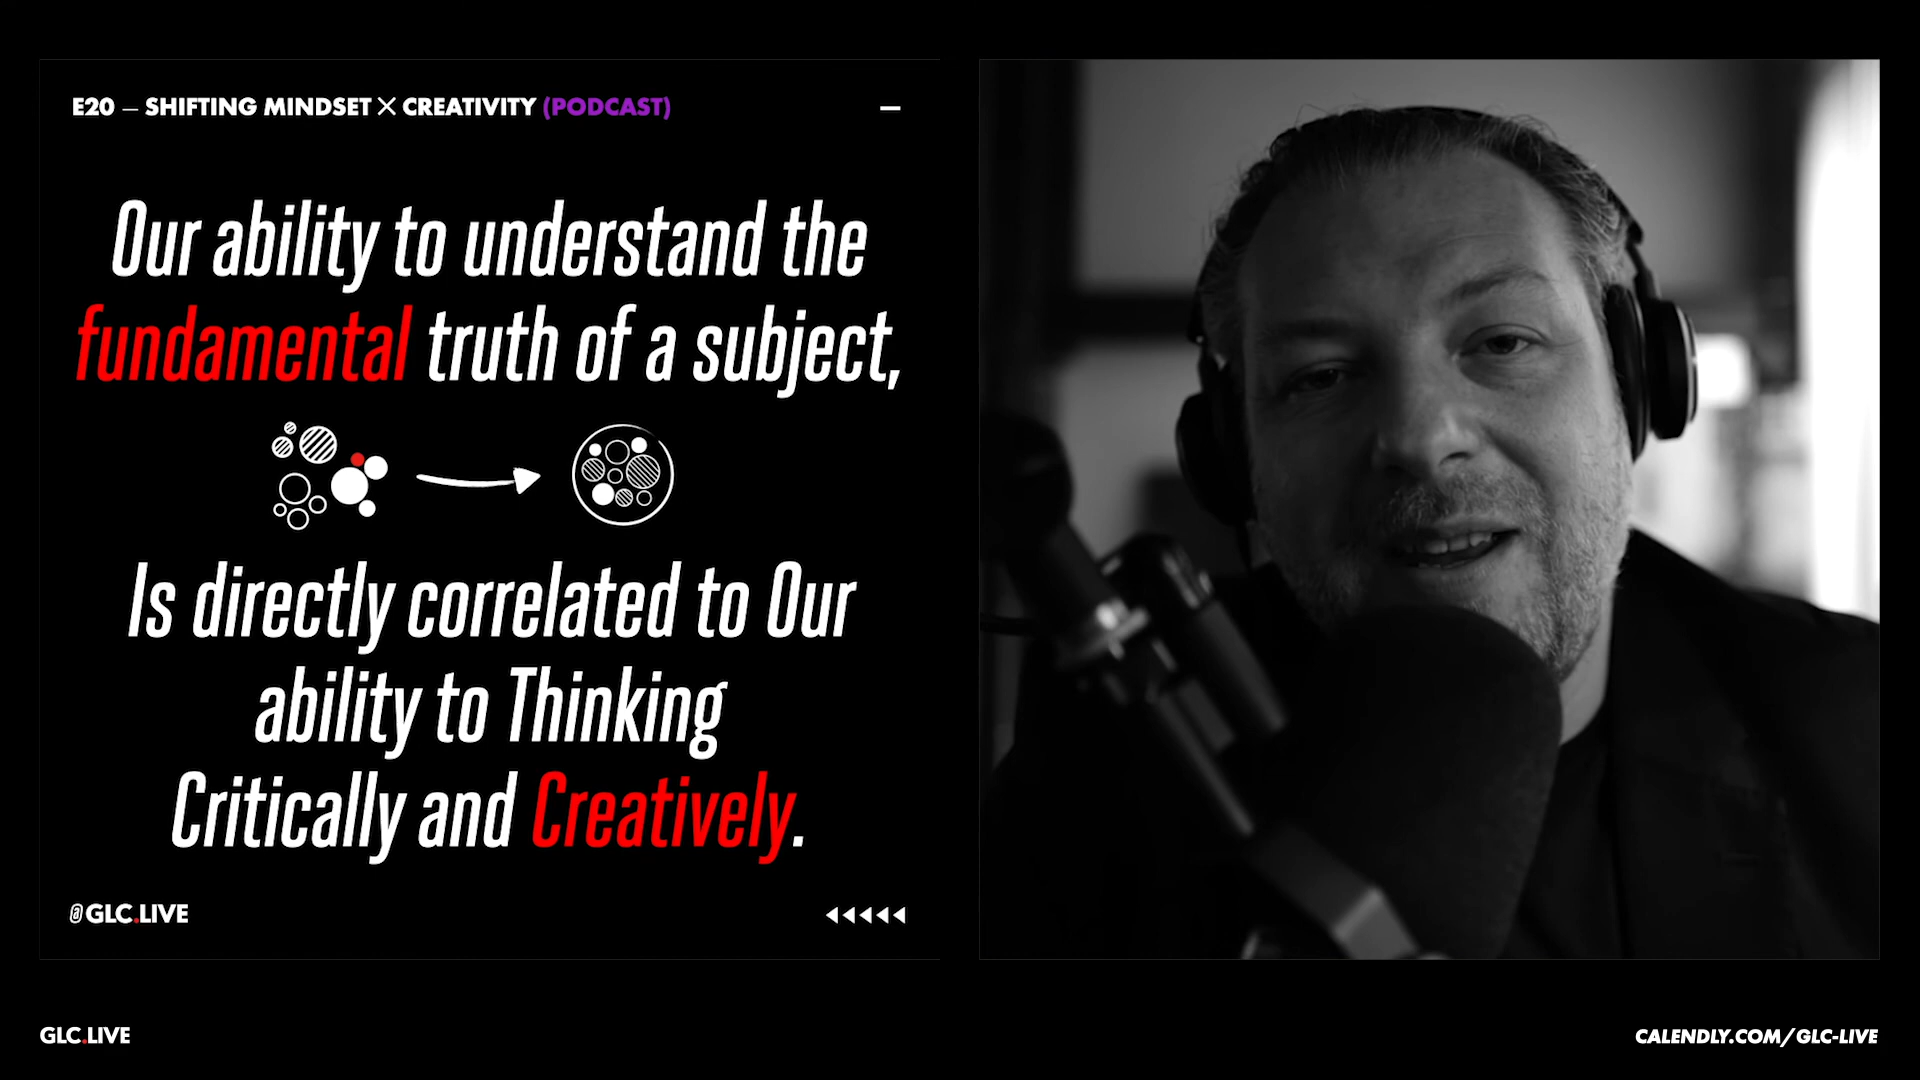 E20 — SHIFTING MINDSET X CREATIVITY (PODCAST)
Our ability to understand the
fundamental truth of a subject,
Is directly correlated to Our
ability to Thinking
Critically and Creatively.
@GLC.LIVE
GLC.LIVE
CALENDLY.COM/GLC-LIVE